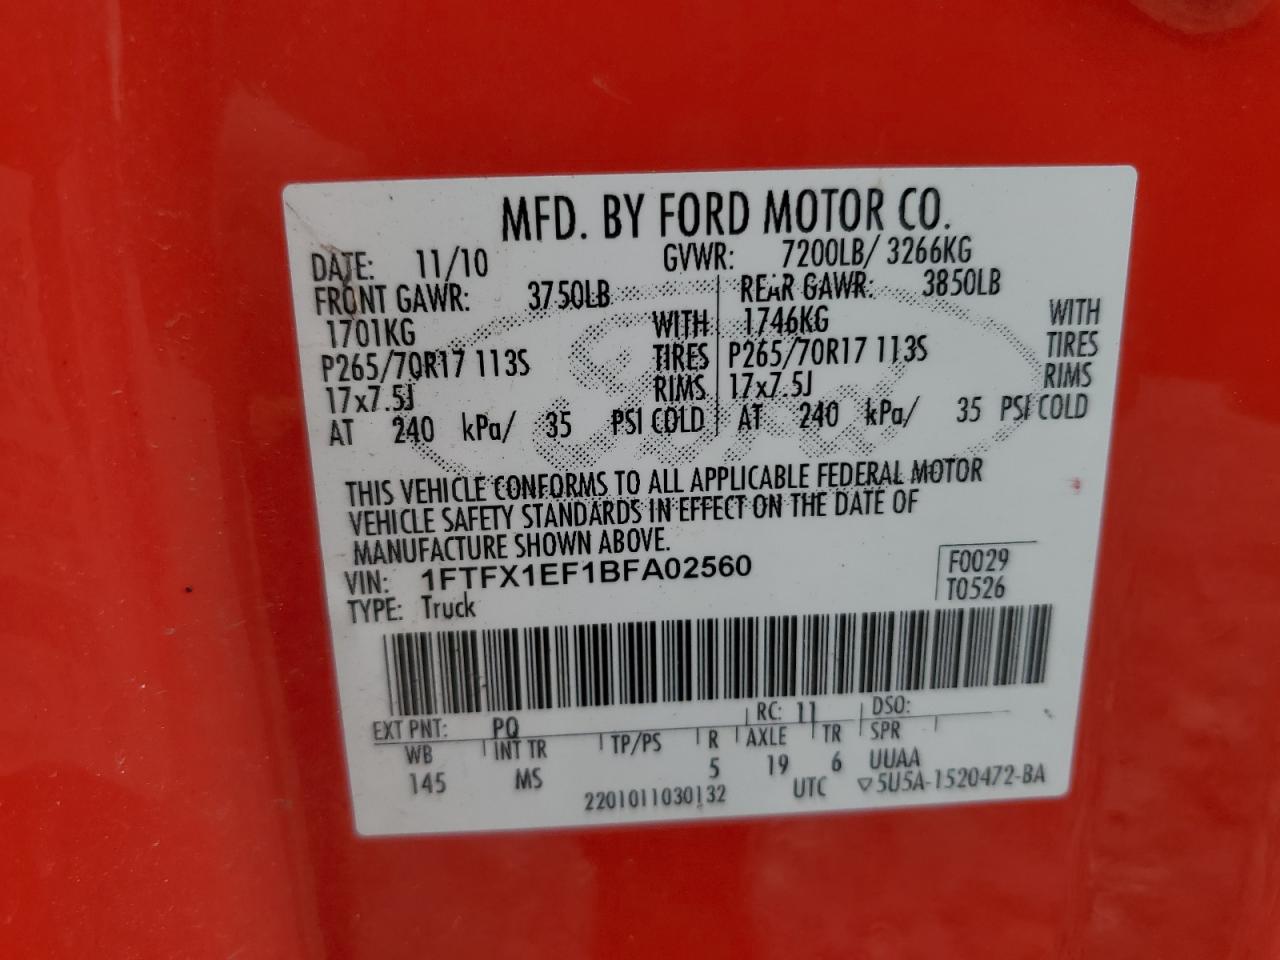 MFD. BY FORD MOTOR CO.
DATE: 11/10 GVWR: 7200LB/ 3266KG
FRONT GAWR: 3750LB REAR GAWR: 3850LB
1701KG WITH 1746KG WITH
P265/70R17 113S TIRES P265/70R17 113S TIRES
17x7.5J RIMS 17x7.5J RIMS
AT 240 kPa/ 35 PSI COLD AT 240 kPa/ 35 PSI COLD
THIS VEHICLE CONFORMS TO ALL APPLICABLE FEDERAL MOTOR
VEHICLE SAFETY STANDARDS IN EFFECT ON THE DATE OF
MANUFACTURE SHOWN ABOVE.
VIN: 1FTFX1EF1BFA02560 F0029
TYPE: Truck T0526
EXT PNT: PQ RC: 11 DSO:
WB INT TR TP/PS R AXLE TR SPR
145 MS 5 19 6 UUAA
2201011030132 UTC ▽5U5A-1520472-BA